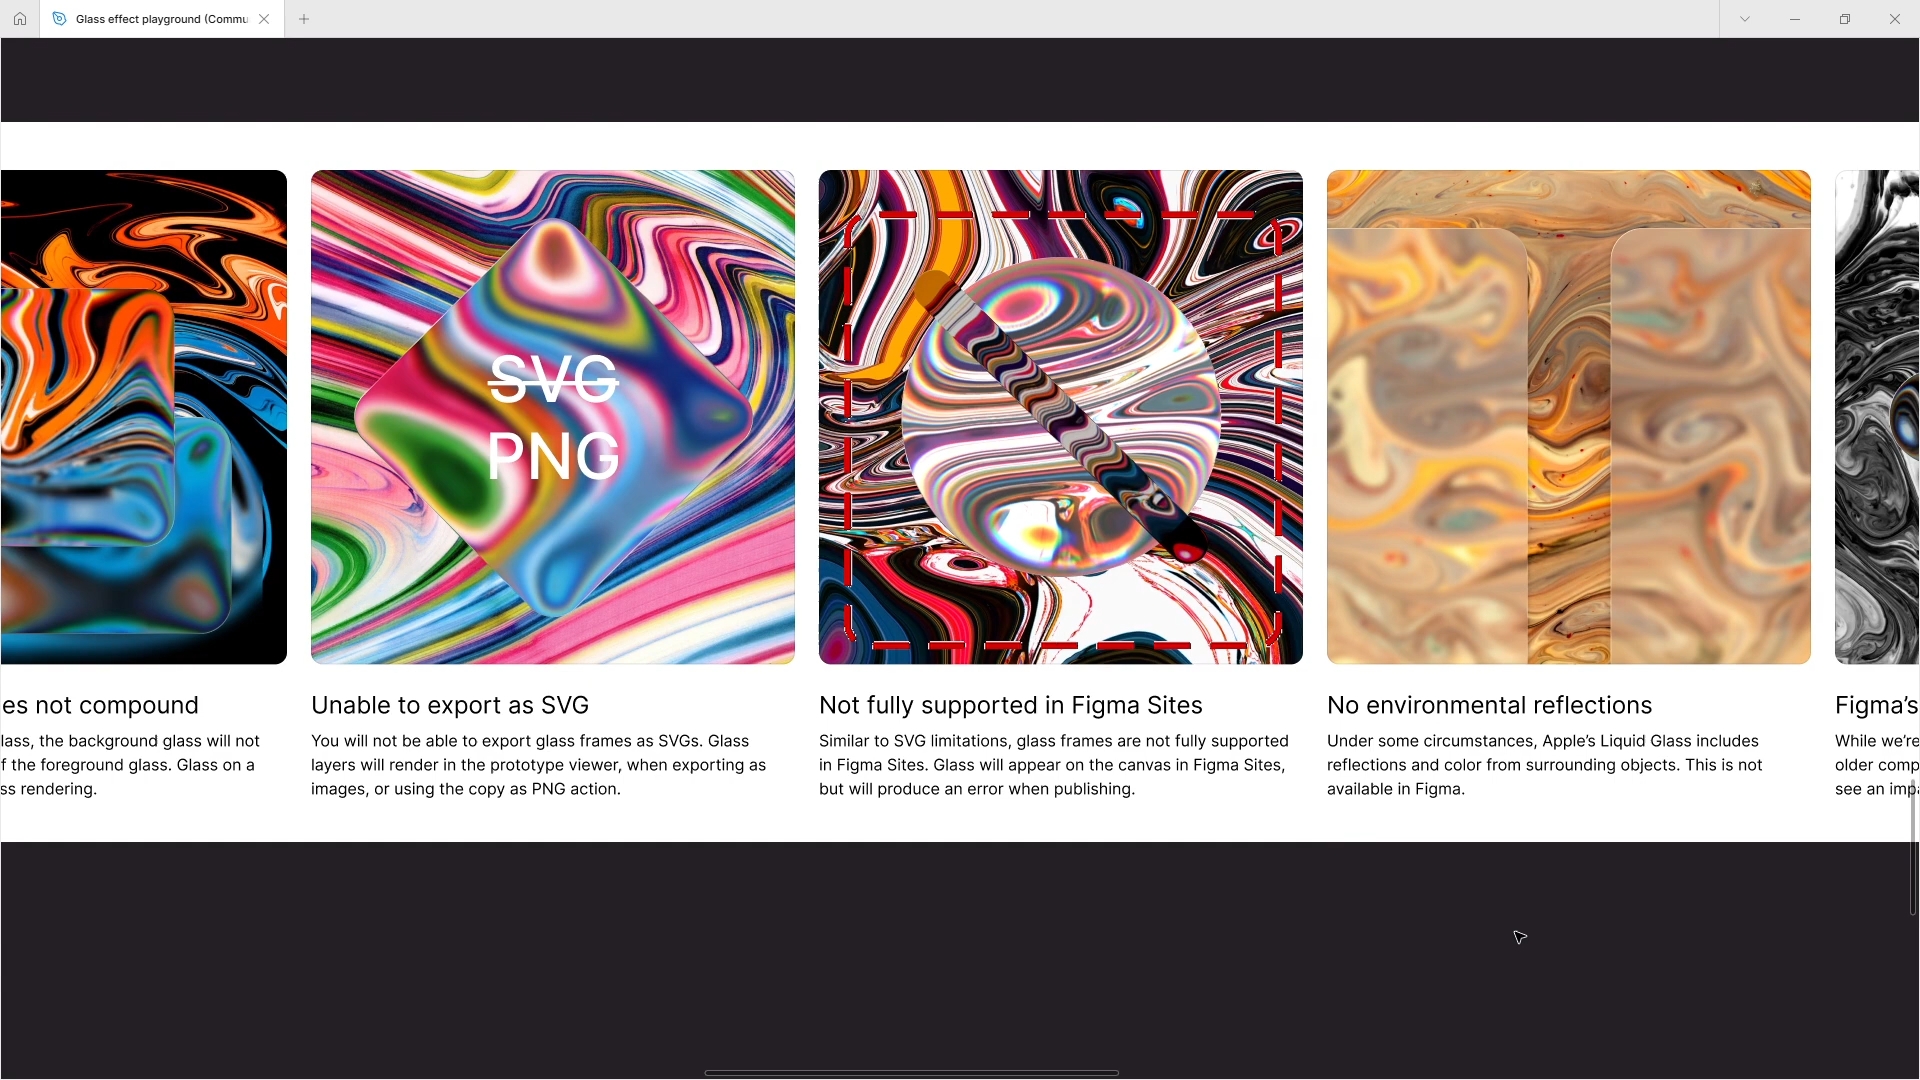 Glass effect playground (Commu
SVG
PNG
es not compound
lass, the background glass will not
f the foreground glass. Glass on a
ss rendering.
Unable to export as SVG
You will not be able to export glass frames as SVGs. Glass
layers will render in the prototype viewer, when exporting as
images, or using the copy as PNG action.
Not fully supported in Figma Sites
Similar to SVG limitations, glass frames are not fully supported
in Figma Sites. Glass will appear on the canvas in Figma Sites,
but will produce an error when publishing.
No environmental reflections
Under some circumstances, Apple’s Liquid Glass includes
reflections and color from surrounding objects. This is not
available in Figma.
Figma’s
While we’re
older comp
see an imp